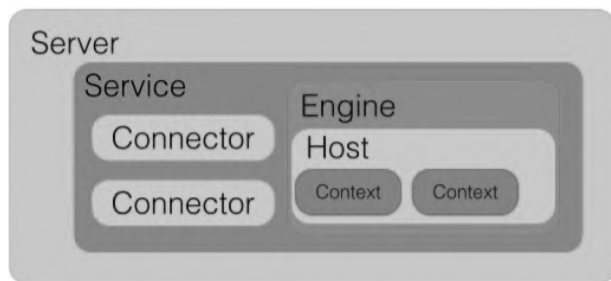 Server
Service
Connector
Connector
Engine
Host
Context
Context